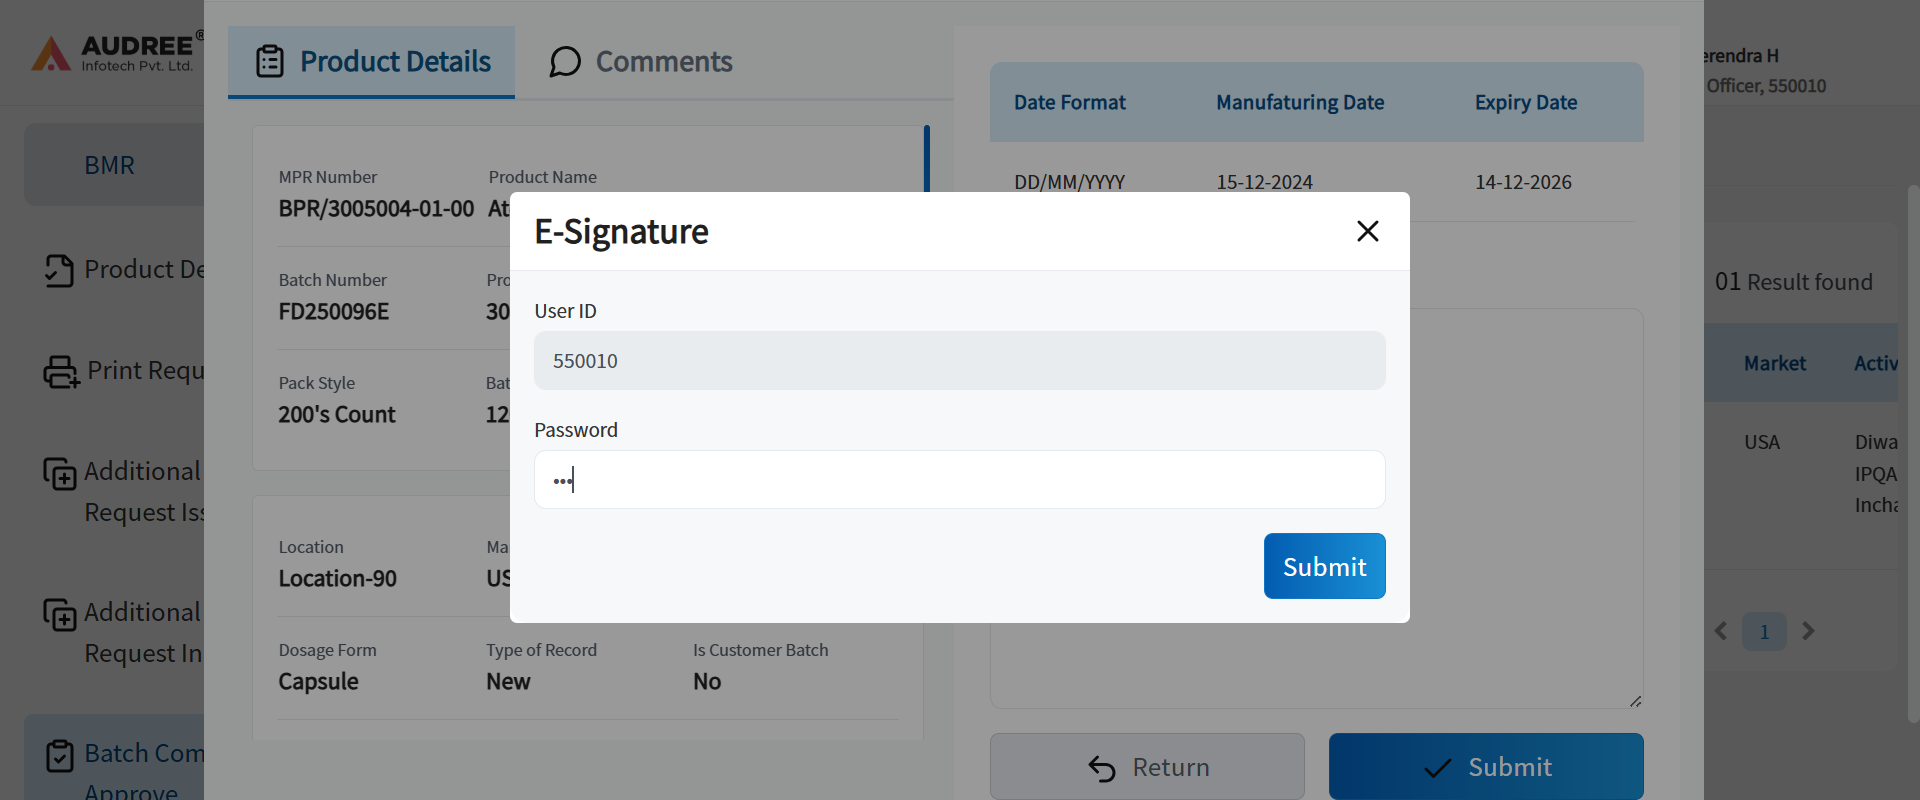 AUDREE®
Infotech Pvt. Ltd.
Product Details
Comments
Date Format Manufaturing Date Expiry Date
DD/MM/YYYY 15-12-2024 14-12-2026
erendra H
Officer, 550010
BMR
Product De
Print Requ
Additional
Request Iss
Additional
Request In
Batch Com
Approve
MPR Number Product Name
BPR/3005004-01-00 At
Batch Number Pro
FD250096E 30
Pack Style Bat
200's Count 12
Location Ma
Location-90 US
Dosage Form Type of Record Is Customer Batch
Capsule New No
E-Signature
User ID
550010
Password
•••
Submit
Return
Submit
01 Result found
Market Activ
USA Diwa
IPQA
Incha
1